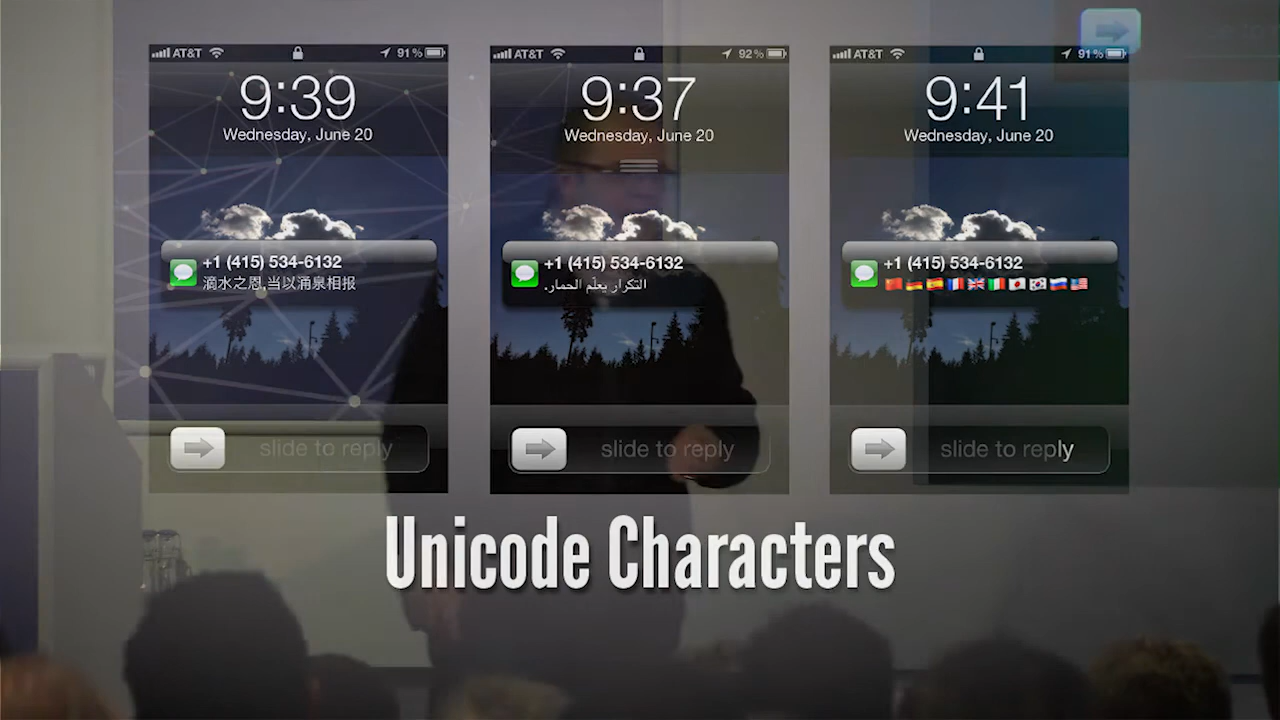 AT&T 91%
9:39
Wednesday, June 20
+1 (415) 534-6132
滴水之恩,当以涌泉相报
slide to reply
AT&T 92%
9:37
Wednesday, June 20
+1 (415) 534-6132
التكرار يعلّم الحمار.
slide to reply
AT&T 91%
9:41
Wednesday, June 20
+1 (415) 534-6132
🇨🇳🇩🇪🇪🇸🇫🇷🇬🇧🇮🇹🇯🇵🇰🇷🇷🇺🇺🇸
slide to reply
Unicode Characters